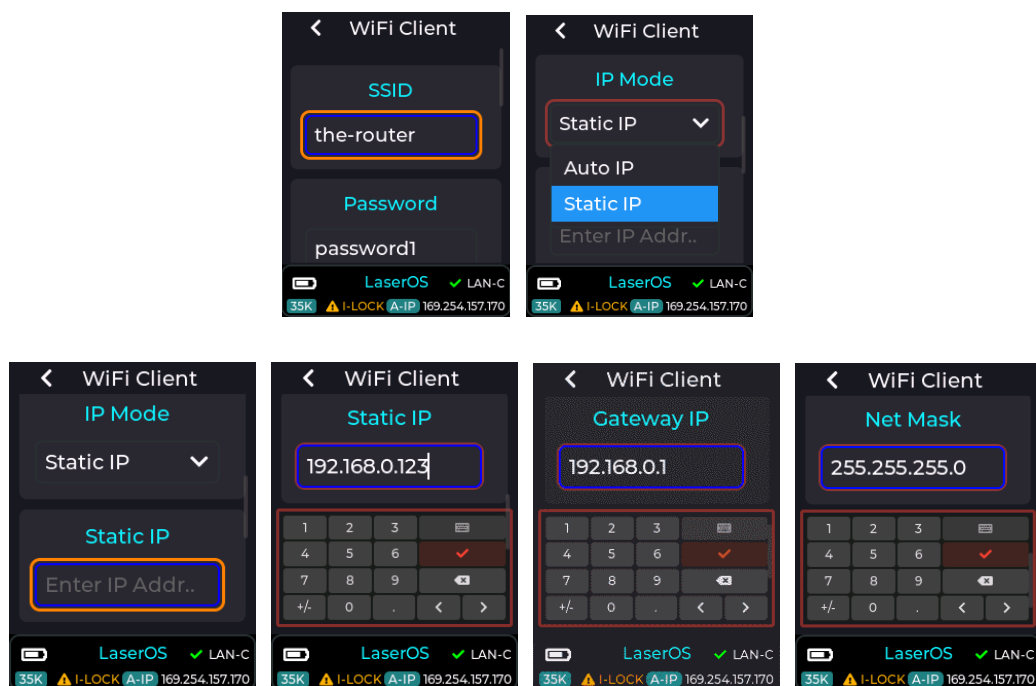 WiFi Client
SSID
the-router
Password
password1
LaserOS LAN-C
35K I-LOCK A-IP 169.254.157.170
WiFi Client
IP Mode
Static IP
Auto IP
Static IP
Enter IP Addr..
LaserOS LAN-C
35K I-LOCK A-IP 169.254.157.170
WiFi Client
IP Mode
Static IP
Static IP
Enter IP Addr..
LaserOS LAN-C
35K I-LOCK A-IP 169.254.157.170
WiFi Client
Static IP
192.168.0.123
1 2 3
4 5 6
7 8 9
+/- 0 . < >
LaserOS LAN-C
35K I-LOCK A-IP 169.254.157.170
WiFi Client
Gateway IP
192.168.0.1
1 2 3
4 5 6
7 8 9
+/- 0 . < >
LaserOS LAN-C
35K I-LOCK A-IP 169.254.157.170
WiFi Client
Net Mask
255.255.255.0
1 2 3
4 5 6
7 8 9
+/- 0 . < >
LaserOS LAN-C
35K I-LOCK A-IP 169.254.157.170